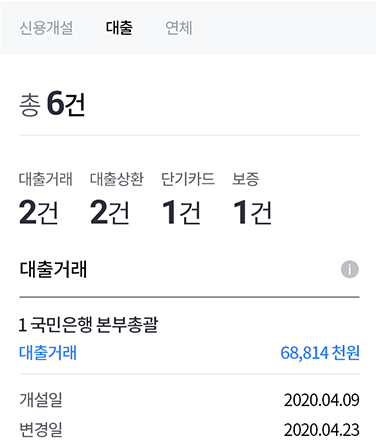 신용개설 대출 연체
총 6건
대출거래 대출상환 단기카드 보증
2건 2건 1건 1건
대출거래 i
1 국민은행 본부총괄
대출거래 68,814 천원
개설일 2020.04.09
변경일 2020.04.23